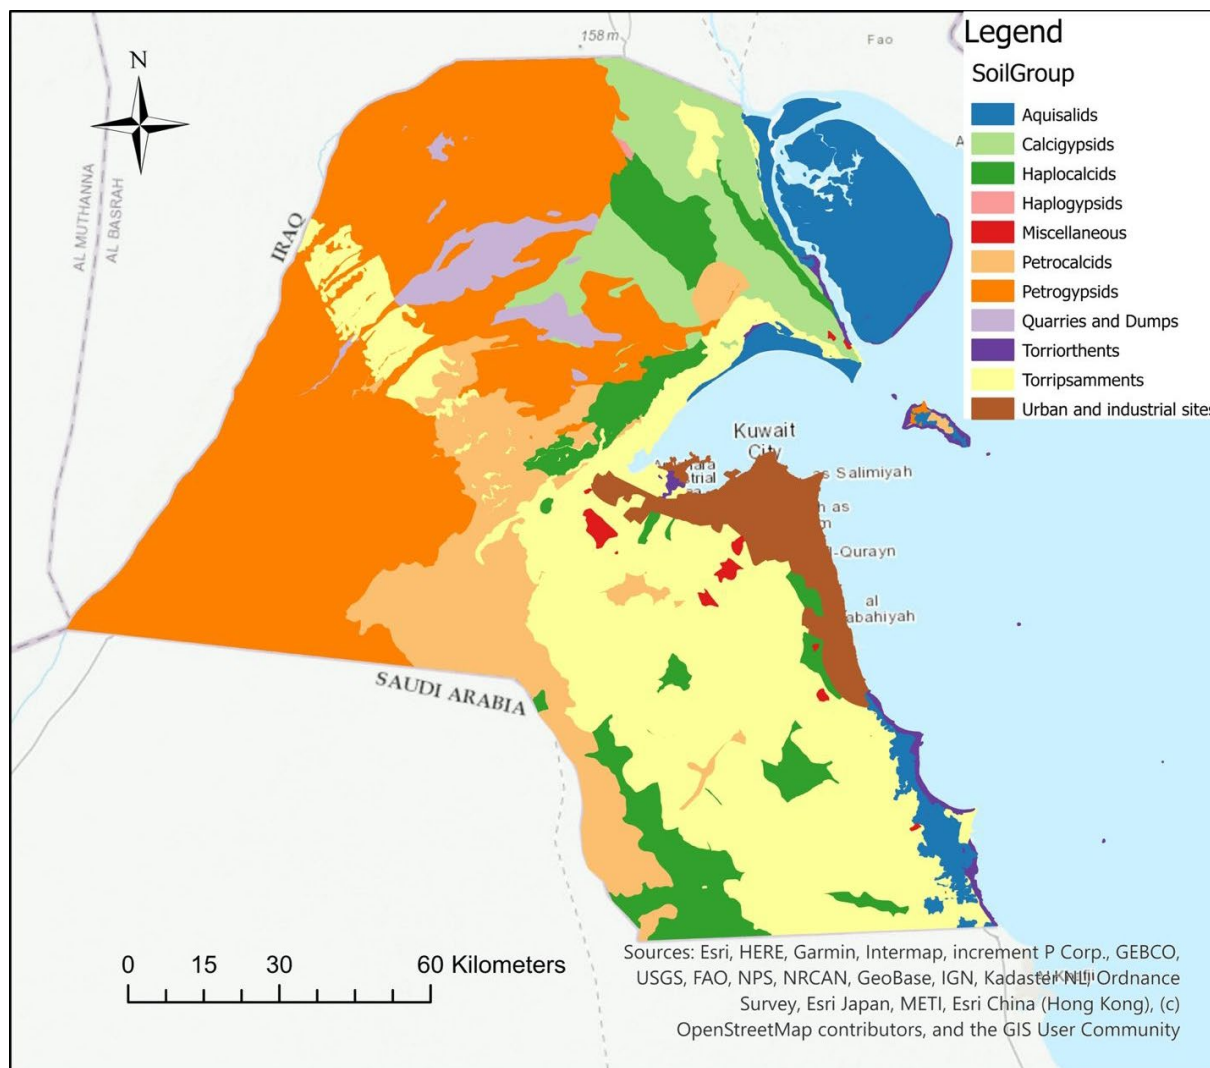 158 m
Fao
N
IRAQ
AL MUTHANNA
AL BASRAH
SAUDI ARABIA
Kuwait
City
as Salimiyah
al-Qurayn
al
Legend
SoilGroup
Aquisalids
Calcigypsids
Haplocalcids
Haplogypsids
Miscellaneous
Petrocalcids
Petrogypsids
Quarries and Dumps
Torriorthents
Torripsamments
Urban and industrial sites
0 15 30 60 Kilometers
Sources: Esri, HERE, Garmin, Intermap, increment P Corp., GEBCO,
USGS, FAO, NPS, NRCAN, GeoBase, IGN, Kadaster NL, Ordnance
Survey, Esri Japan, METI, Esri China (Hong Kong), (c)
OpenStreetMap contributors, and the GIS User Community